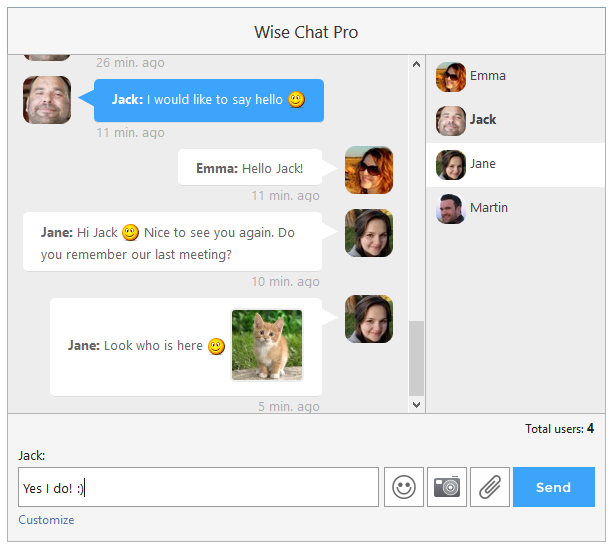 Wise Chat Pro
26 min. ago
Jack: I would like to say hello
11 min. ago
Emma: Hello Jack!
11 min. ago
Jane: Hi Jack Nice to see you again. Do
you remember our last meeting?
10 min. ago
Jane: Look who is here
5 min. ago
Emma
Jack
Jane
Martin
Total users: 4
Jack:
Yes I do! :)
Send
Customize